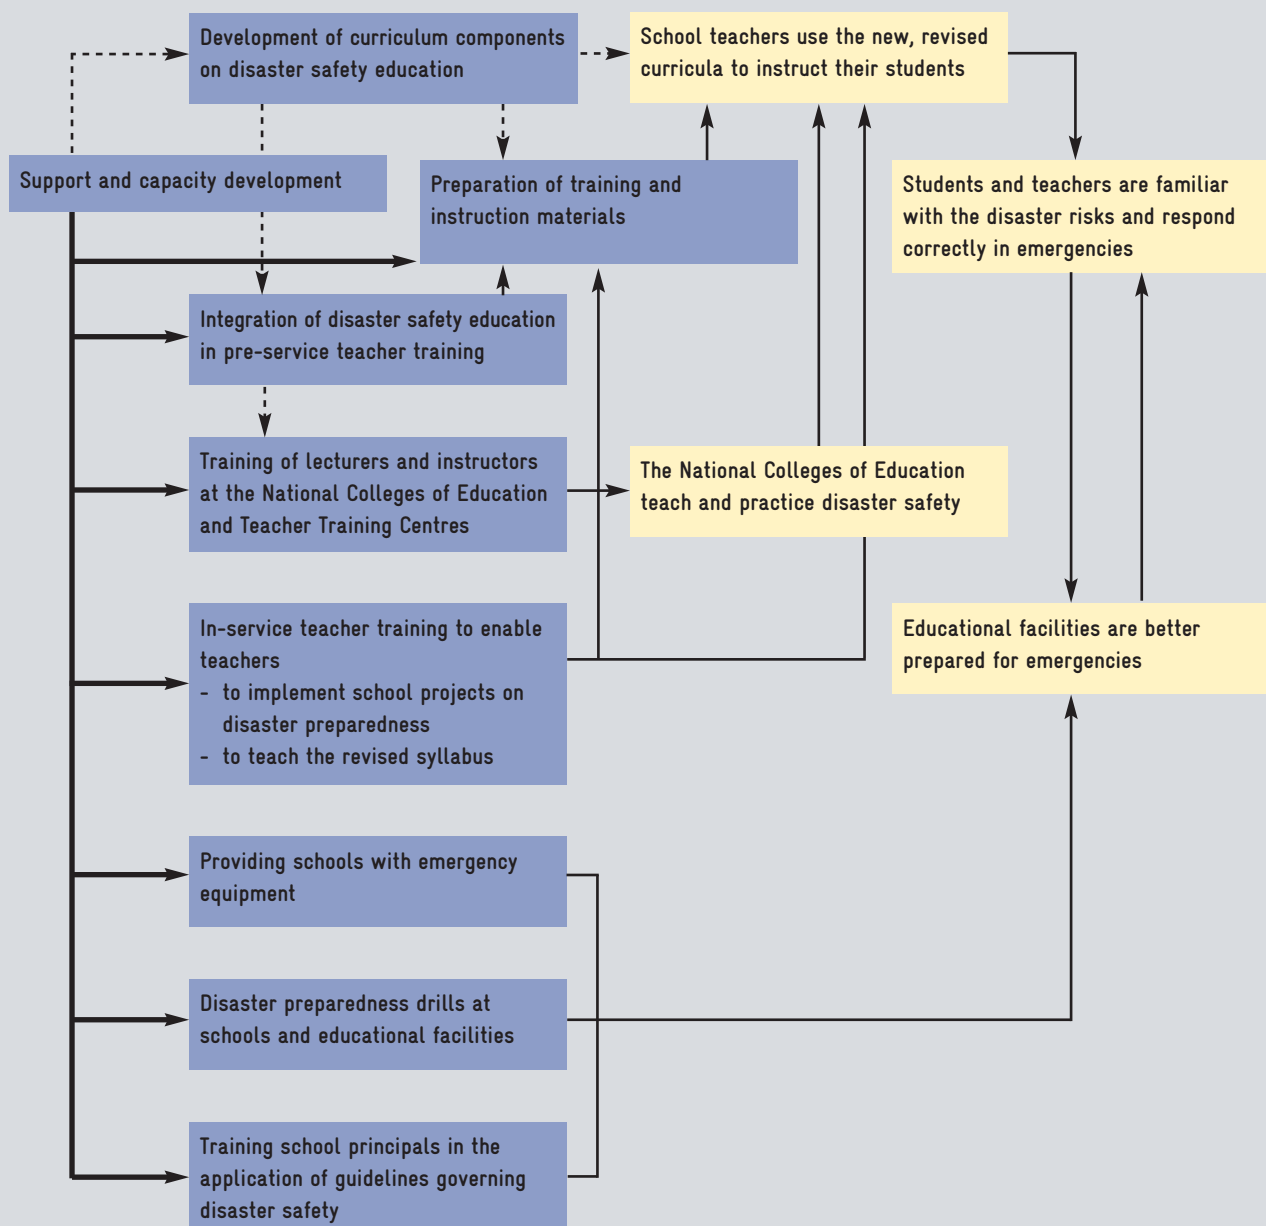 Development of curriculum components
on disaster safety education
School teachers use the new, revised
curricula to instruct their students
Support and capacity development
Preparation of training and
instruction materials
Students and teachers are familiar
with the disaster risks and respond
correctly in emergencies
Integration of disaster safety education
in pre-service teacher training
Training of lecturers and instructors
at the National Colleges of Education
and Teacher Training Centres
The National Colleges of Education
teach and practice disaster safety
In-service teacher training to enable
teachers
- to implement school projects on
disaster preparedness
- to teach the revised syllabus
Educational facilities are better
prepared for emergencies
Providing schools with emergency
equipment
Disaster preparedness drills at
schools and educational facilities
Training school principals in the
application of guidelines governing
disaster safety